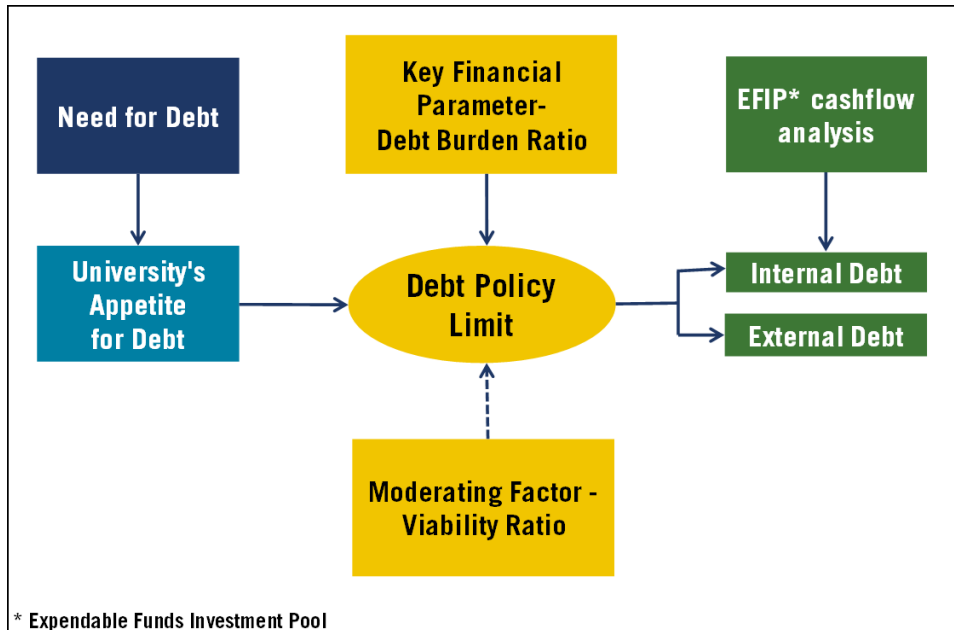 Need for Debt
Key Financial
Parameter-
Debt Burden Ratio
EFIP* cashflow
analysis
University's
Appetite
for Debt
Debt Policy
Limit
Internal Debt
External Debt
Moderating Factor -
Viability Ratio
* Expendable Funds Investment Pool